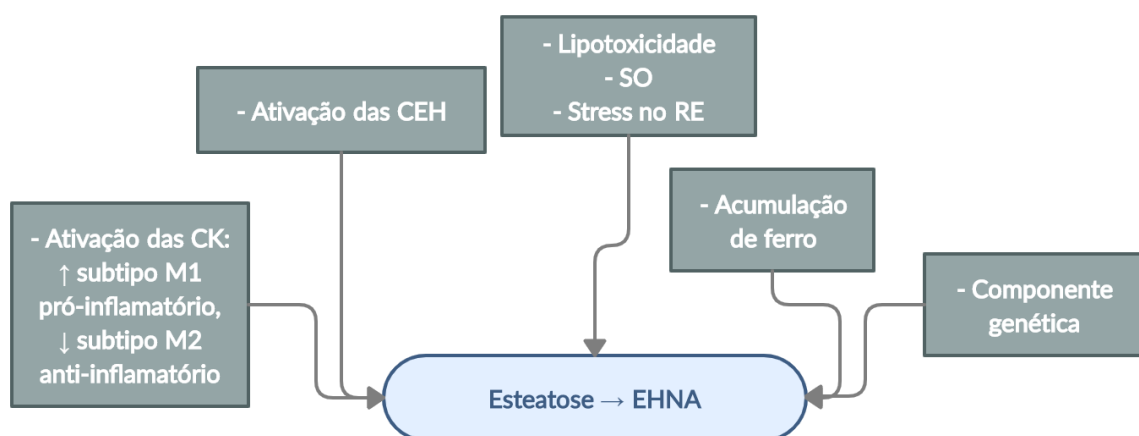 - Lipotoxicidade
- SO
- Stress no RE
- Ativação das CEH
- Acumulação
de ferro
- Ativação das CK:
↑ subtipo M1
pró-inflamatório,
↓ subtipo M2
anti-inflamatório
- Componente
genética
Esteatose → EHNA